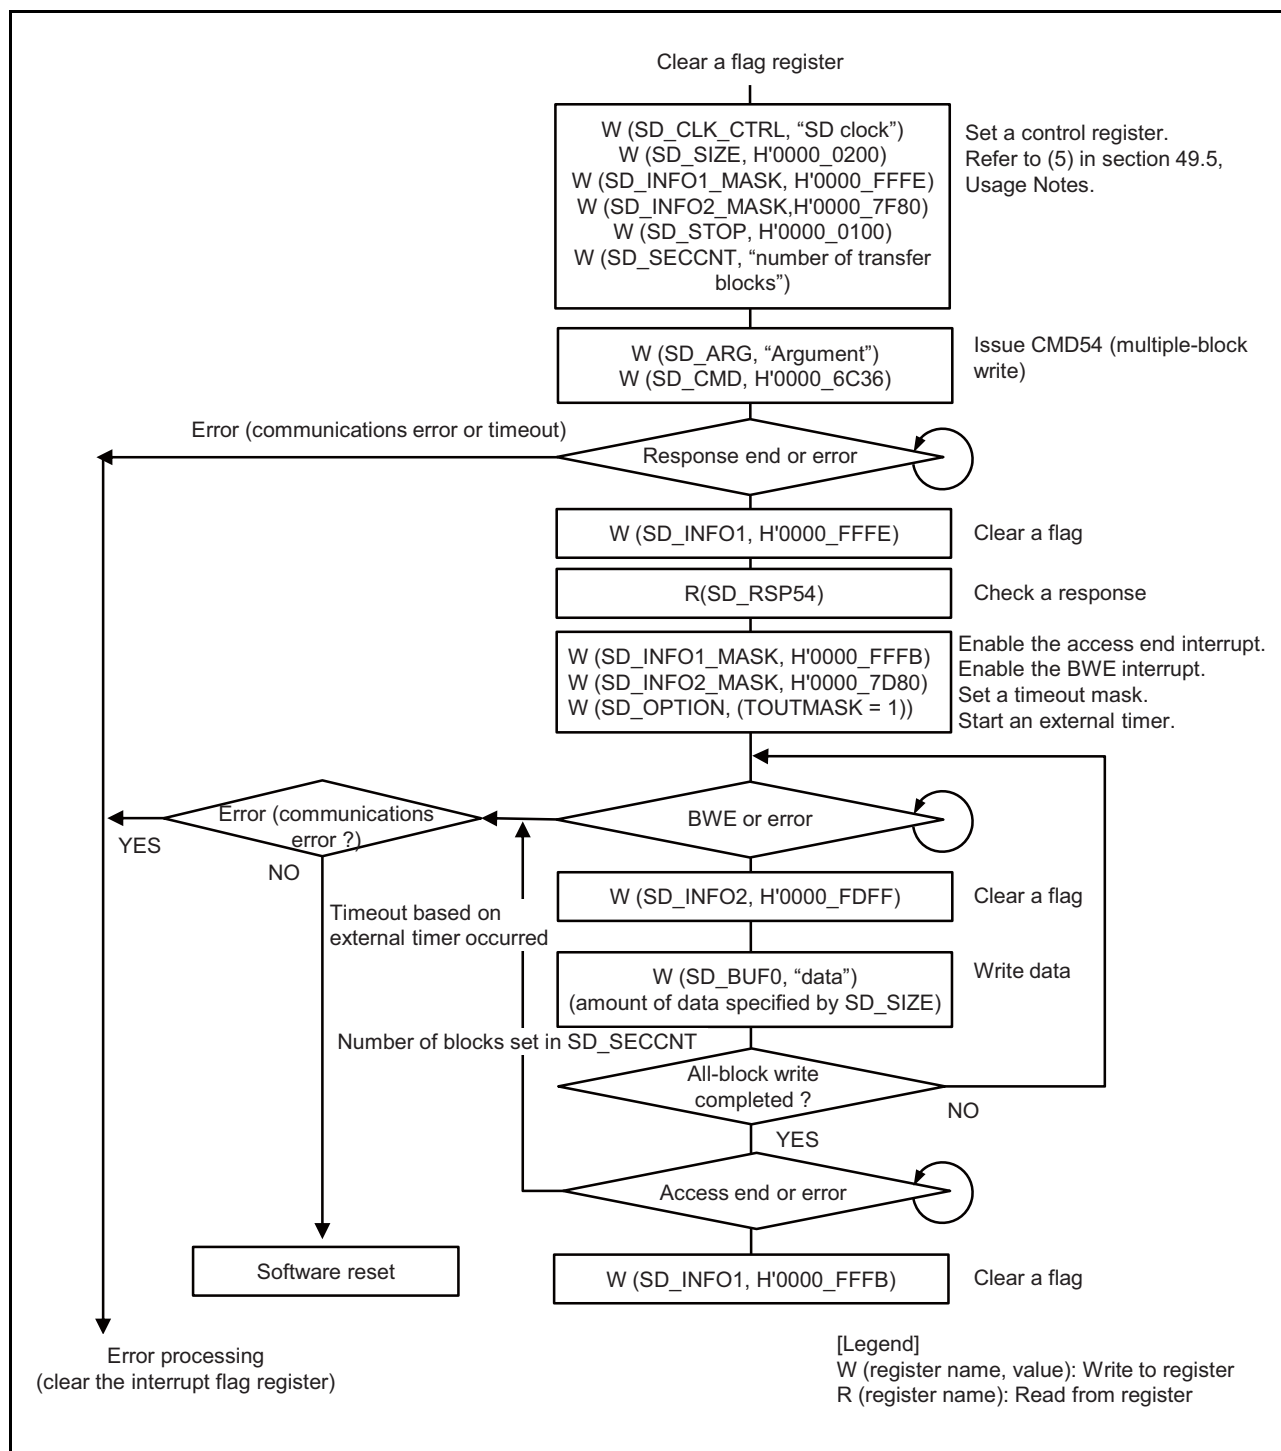 Clear a flag register
W (SD_CLK_CTRL, “SD clock”)
W (SD_SIZE, H'0000_0200)
W (SD_INFO1_MASK, H'0000_FFFE)
W (SD_INFO2_MASK,H'0000_7F80)
W (SD_STOP, H'0000_0100)
W (SD_SECCNT, “number of transfer
blocks”)
Set a control register.
Refer to (5) in section 49.5,
Usage Notes.
W (SD_ARG, “Argument”)
W (SD_CMD, H'0000_6C36)
Issue CMD54 (multiple-block
write)
Error (communications error or timeout)
Response end or error
W (SD_INFO1, H'0000_FFFE)
Clear a flag
R(SD_RSP54)
Check a response
W (SD_INFO1_MASK, H'0000_FFFB)
W (SD_INFO2_MASK, H'0000_7D80)
W (SD_OPTION, (TOUTMASK = 1))
Enable the access end interrupt.
Enable the BWE interrupt.
Set a timeout mask.
Start an external timer.
Error (communications
error ?)
YES
NO
BWE or error
W (SD_INFO2, H'0000_FDFF)
Clear a flag
Timeout based on
external timer occurred
W (SD_BUF0, “data”)
(amount of data specified by SD_SIZE)
Write data
Number of blocks set in SD_SECCNT
All-block write
completed ?
NO
YES
Access end or error
Software reset
W (SD_INFO1, H'0000_FFFB)
Clear a flag
Error processing
(clear the interrupt flag register)
[Legend]
W (register name, value): Write to register
R (register name): Read from register